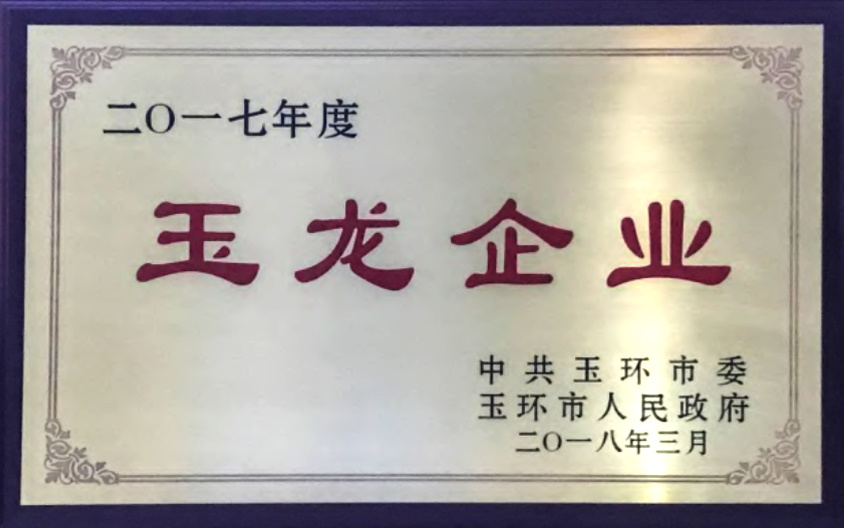 二〇一七年度
玉龙企业
中共玉环市委
玉环市人民政府
二〇一八年三月